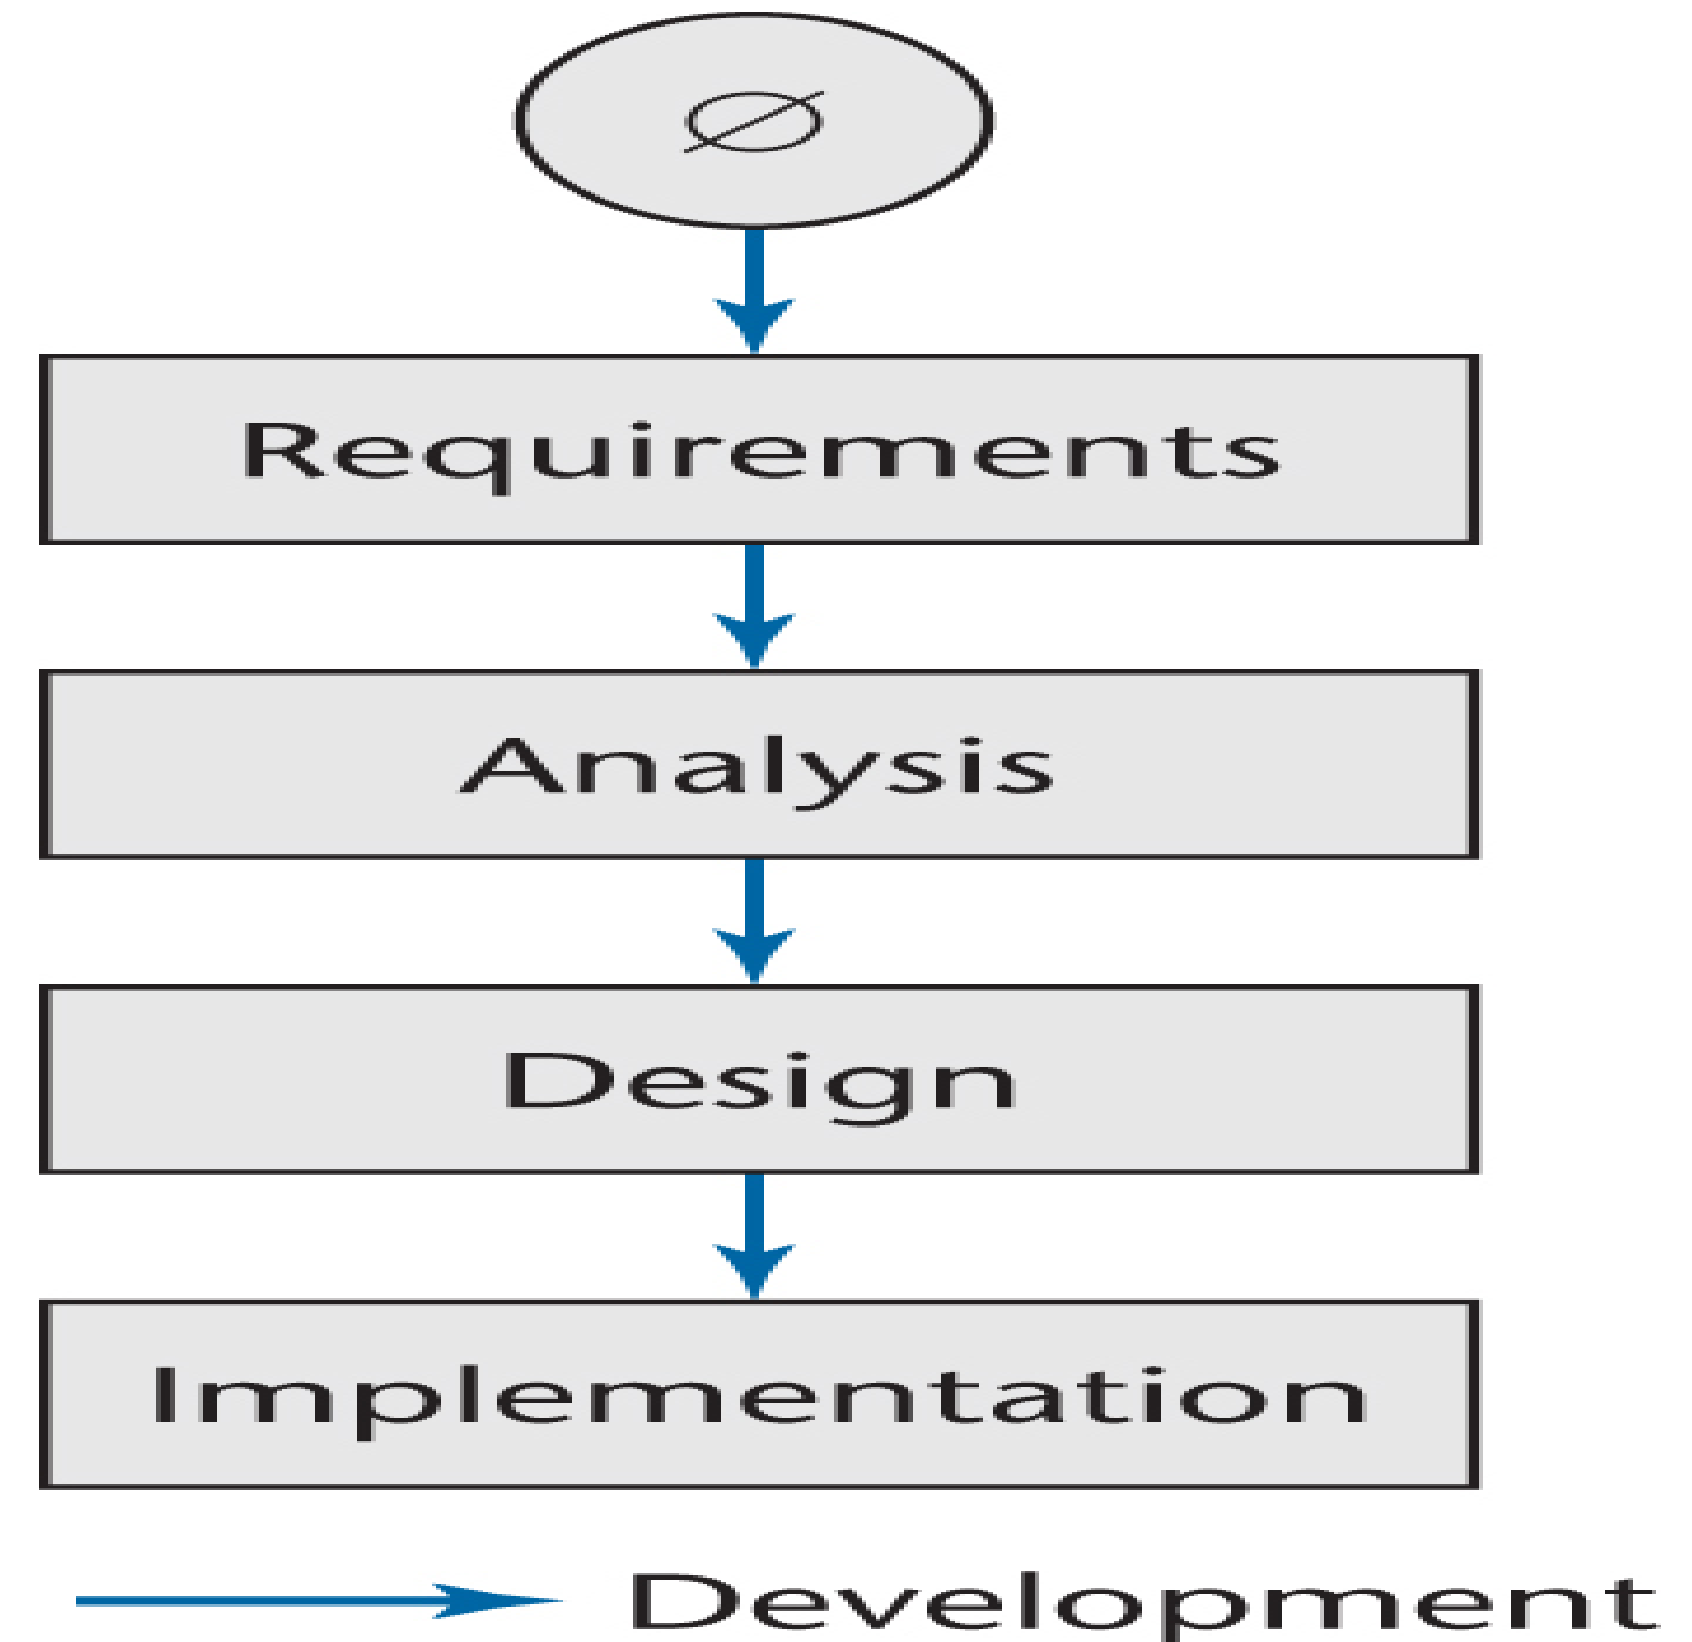 ∅
Requirements
Analysis
Design
Implementation
Development